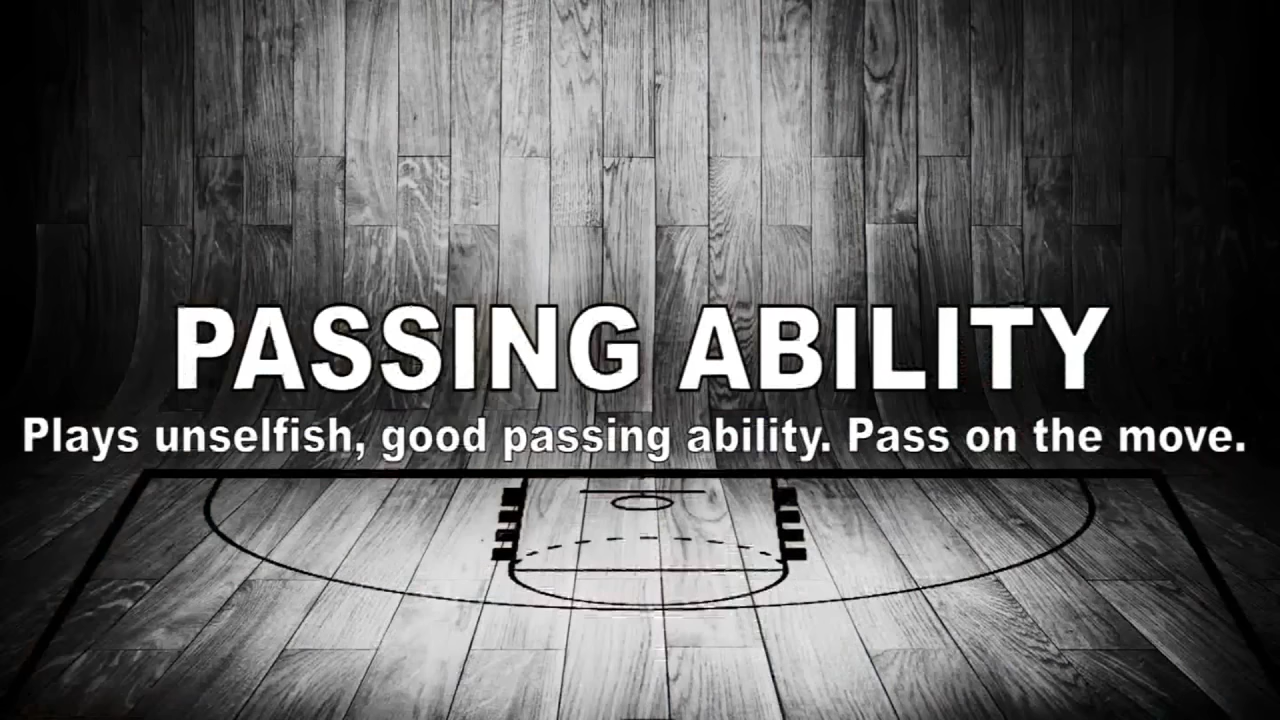 PASSING ABILITY
Plays unselfish, good passing ability. Pass on the move.